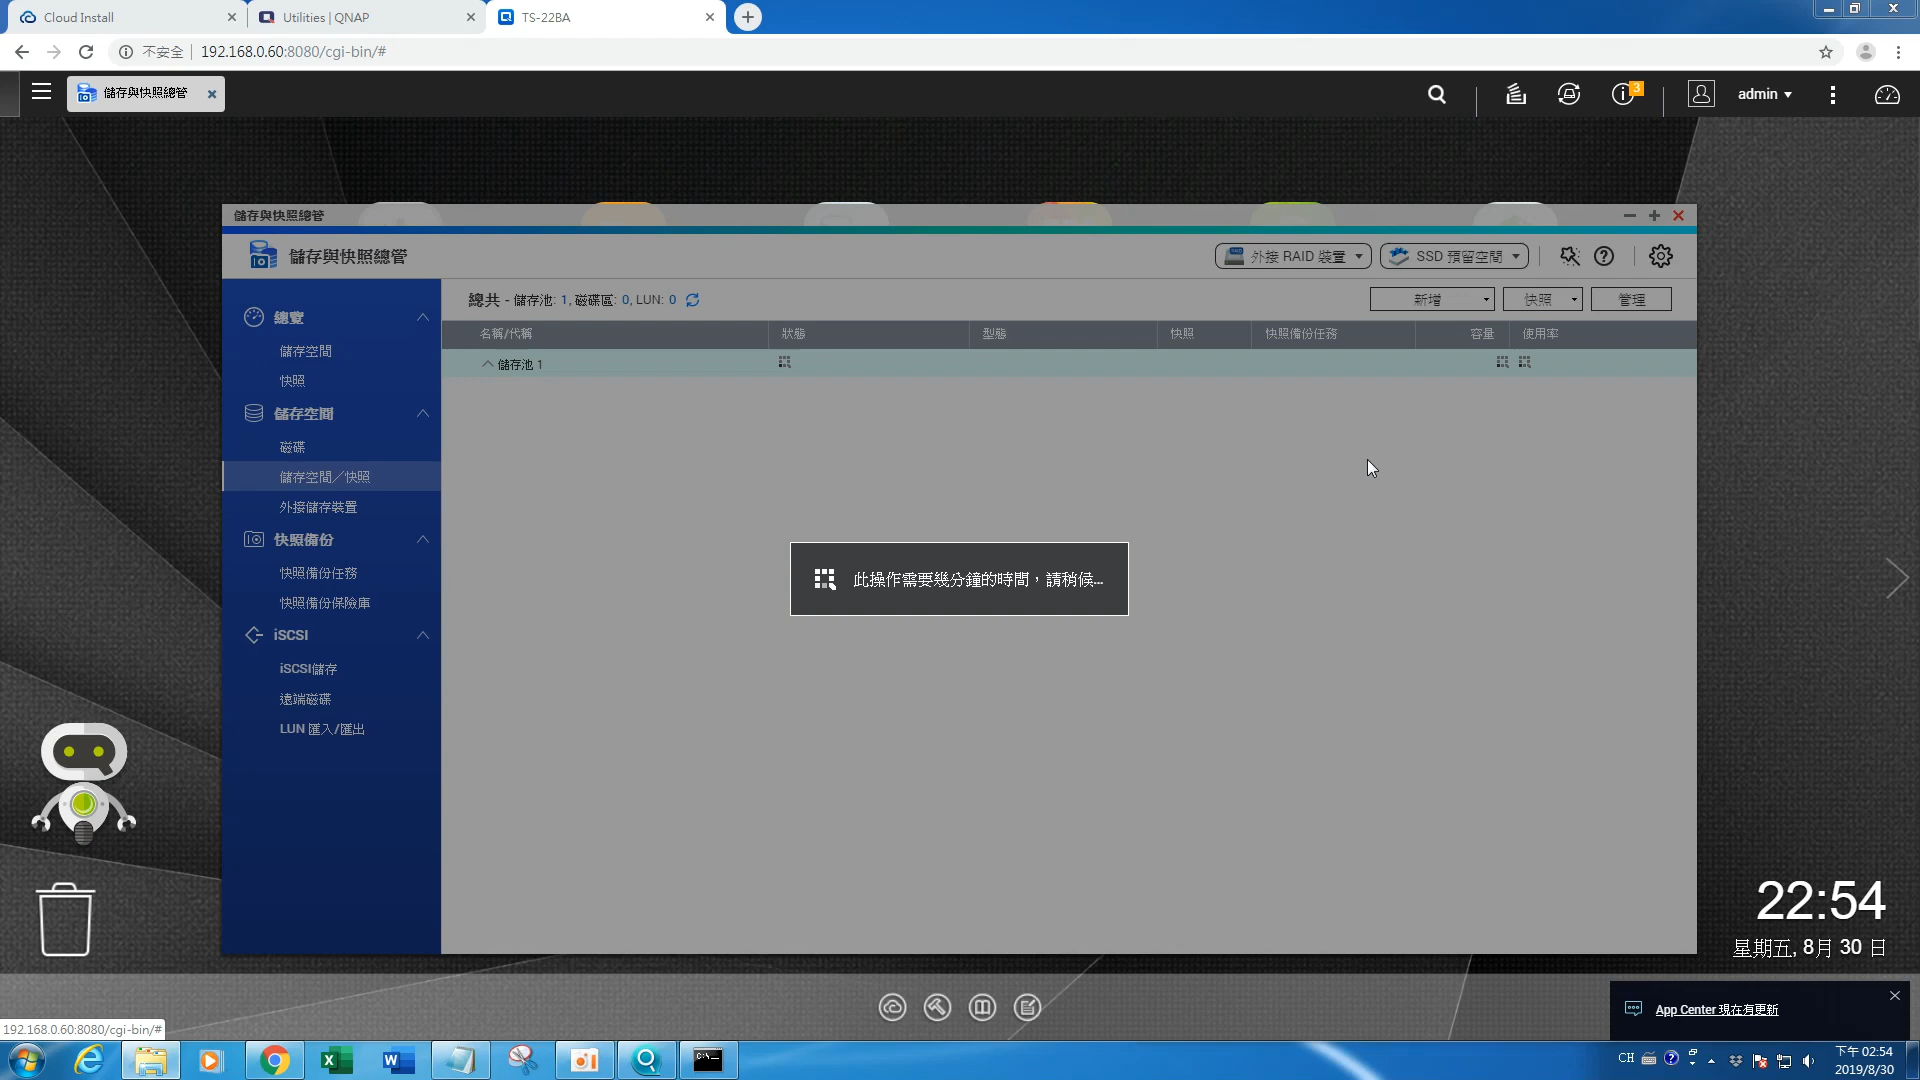 Cloud Install
Utilities | QNAP
TS-22BA
不安全 192.168.0.60:8080/cgi-bin/#
儲存與快照總管
3
admin
儲存與快照總管
儲存與快照總管
外接 RAID 裝置
SSD 預留空間
總覽
儲存空間
快照
儲存空間
磁碟
儲存空間／快照
外接儲存裝置
快照備份
快照備份任務
快照備份保險庫
iSCSI
iSCSI儲存
遠端磁碟
LUN 匯入/匯出
總共 - 儲存池: 1, 磁碟區: 0, LUN: 0
新增
快照
管理
名稱/代稱 狀態 型態 快照 快照備份任務 容量 使用率
儲存池 1
此操作需要幾分鐘的時間，請稍候...
22:54
星期五, 8月 30 日
App Center 現在有更新
192.168.0.60:8080/cgi-bin/#
CH
下午 02:54
2019/8/30